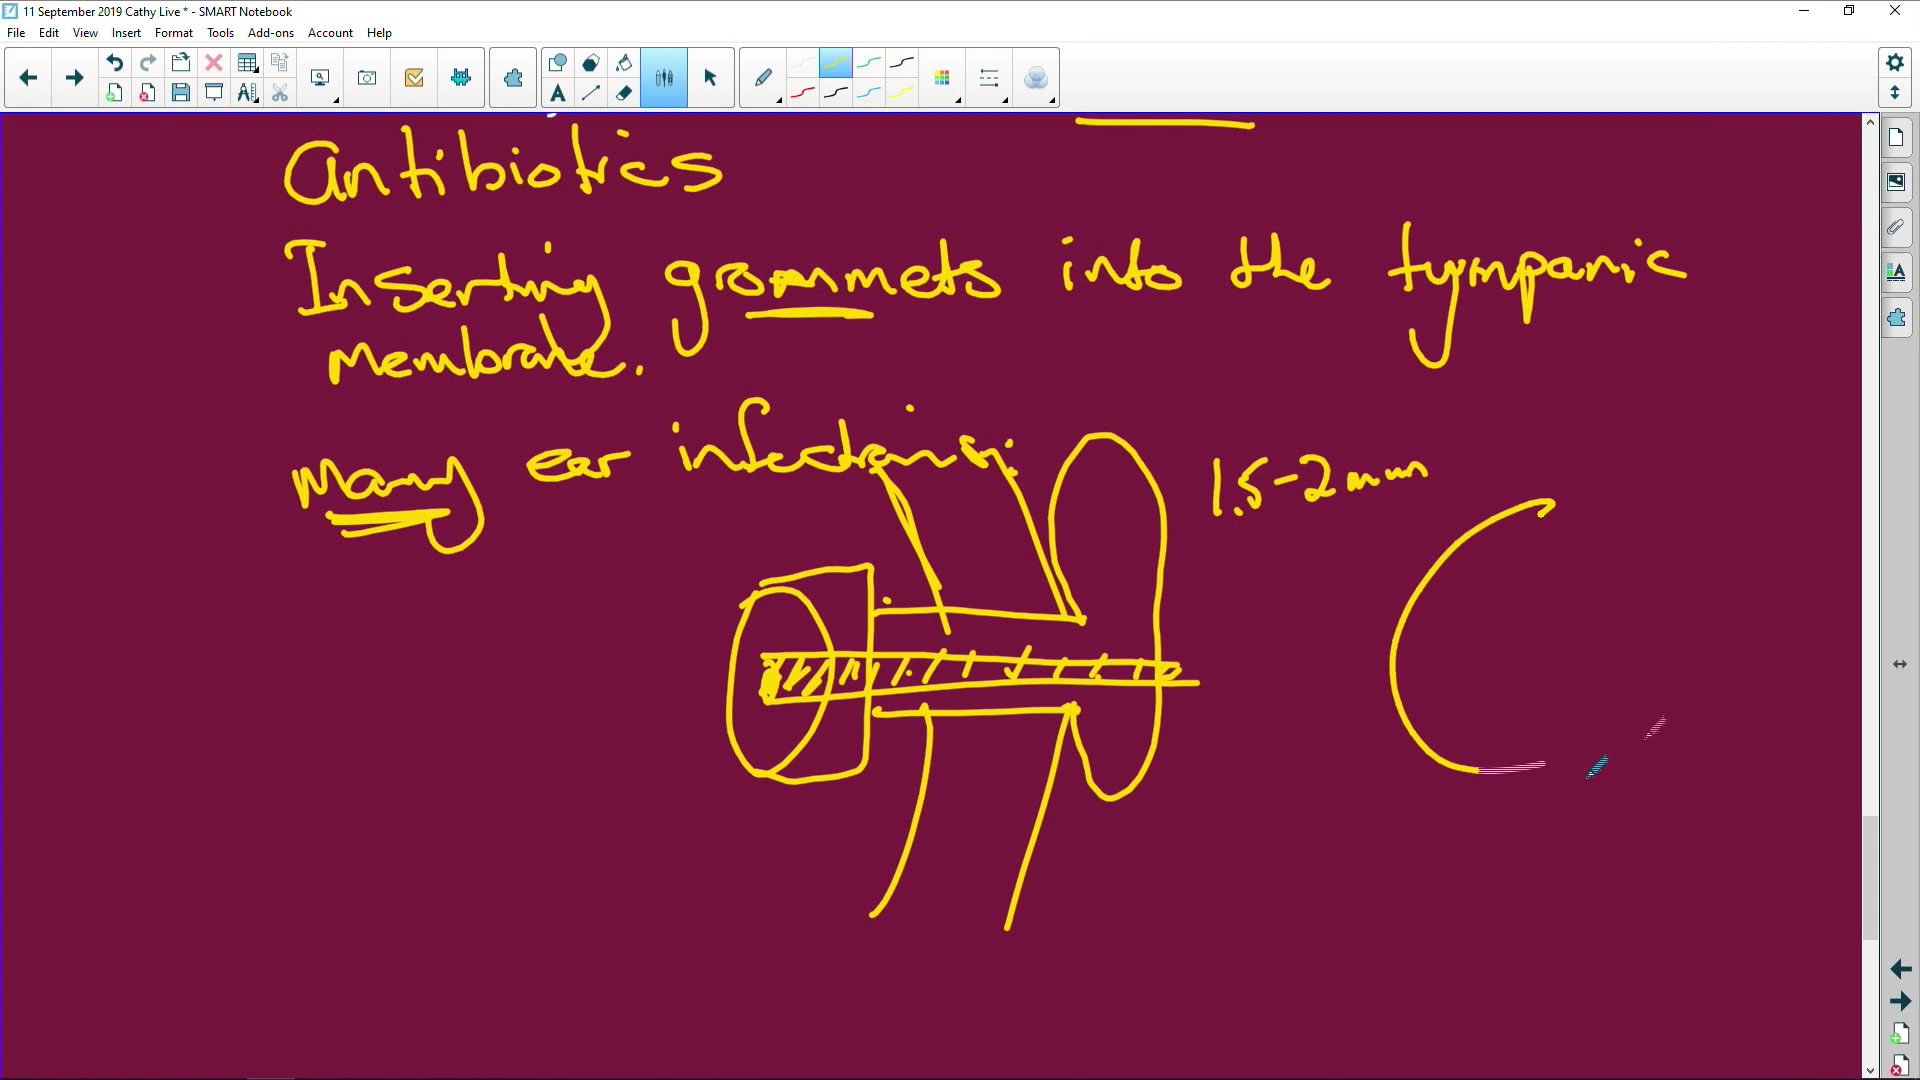 11 September 2019 Cathy Live * - SMART Notebook
File Edit View Insert Format Tools Add-ons Account Help
Antibiotics
Inserting grommets into the tympanic
membrane.
Many ear infections.
1.5-2mm